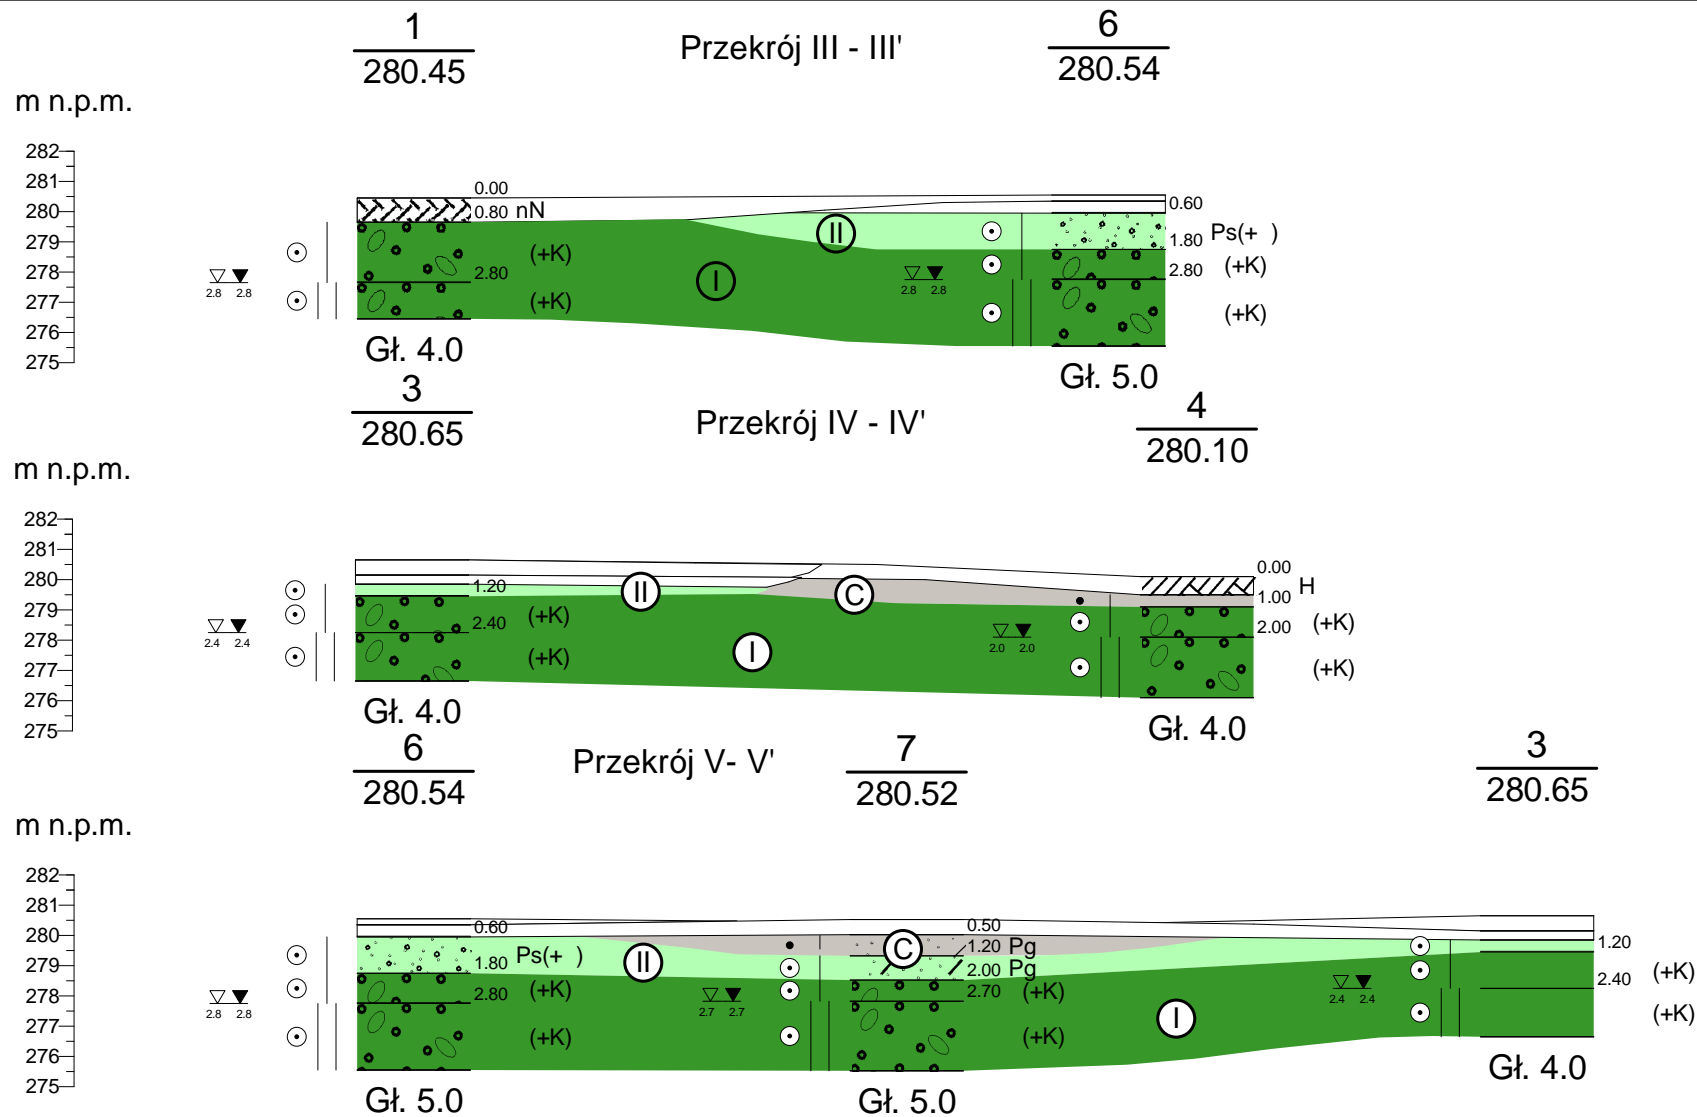 1 Przekrój III - III' 6
280.45 280.54
m n.p.m.
282
281
280
279
278
277
276
275
0.00
0.80 nN
(+K)
2.80
(+K)
2.8 2.8
I
II
2.8 2.8
0.60
1.80 Ps(+ )
2.80 (+K)
(+K)
Gł. 4.0
Gł. 5.0
3 Przekrój IV - IV' 4
280.65 280.10
m n.p.m.
282
281
280
279
278
277
276
275
1.20
2.40 (+K)
(+K)
2.4 2.4
II
C
I
2.0 2.0
0.00
H
1.00
2.00 (+K)
(+K)
Gł. 4.0
Gł. 4.0
6 Przekrój V- V' 7 3
280.54 280.52 280.65
m n.p.m.
282
281
280
279
278
277
276
275
0.60
1.80 Ps(+ )
2.80 (+K)
(+K)
2.8 2.8
II
C
2.7 2.7
0.50
1.20 Pg
2.00 Pg
2.70 (+K)
(+K)
I
2.4 2.4
1.20
2.40 (+K)
(+K)
Gł. 5.0
Gł. 5.0
Gł. 4.0